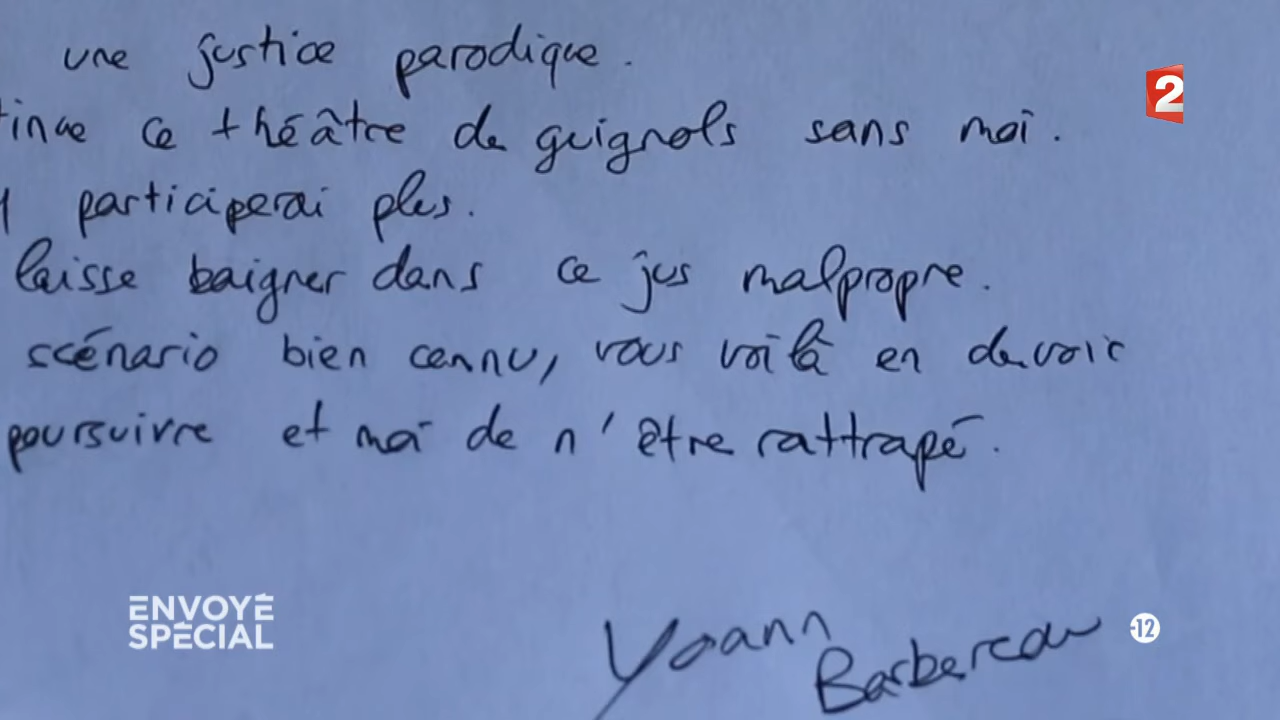 une justice parodique.
2
tinue ce théâtre de guignols sans moi.
participerai plus.
laisse baigner dans ce jus malpropre.
scénario bien connu, vous voilà en devoir
poursuivre et moi de n'être rattrapé.
ENVOYÉ
SPÉCIAL
Yoann
Barbereau
-12